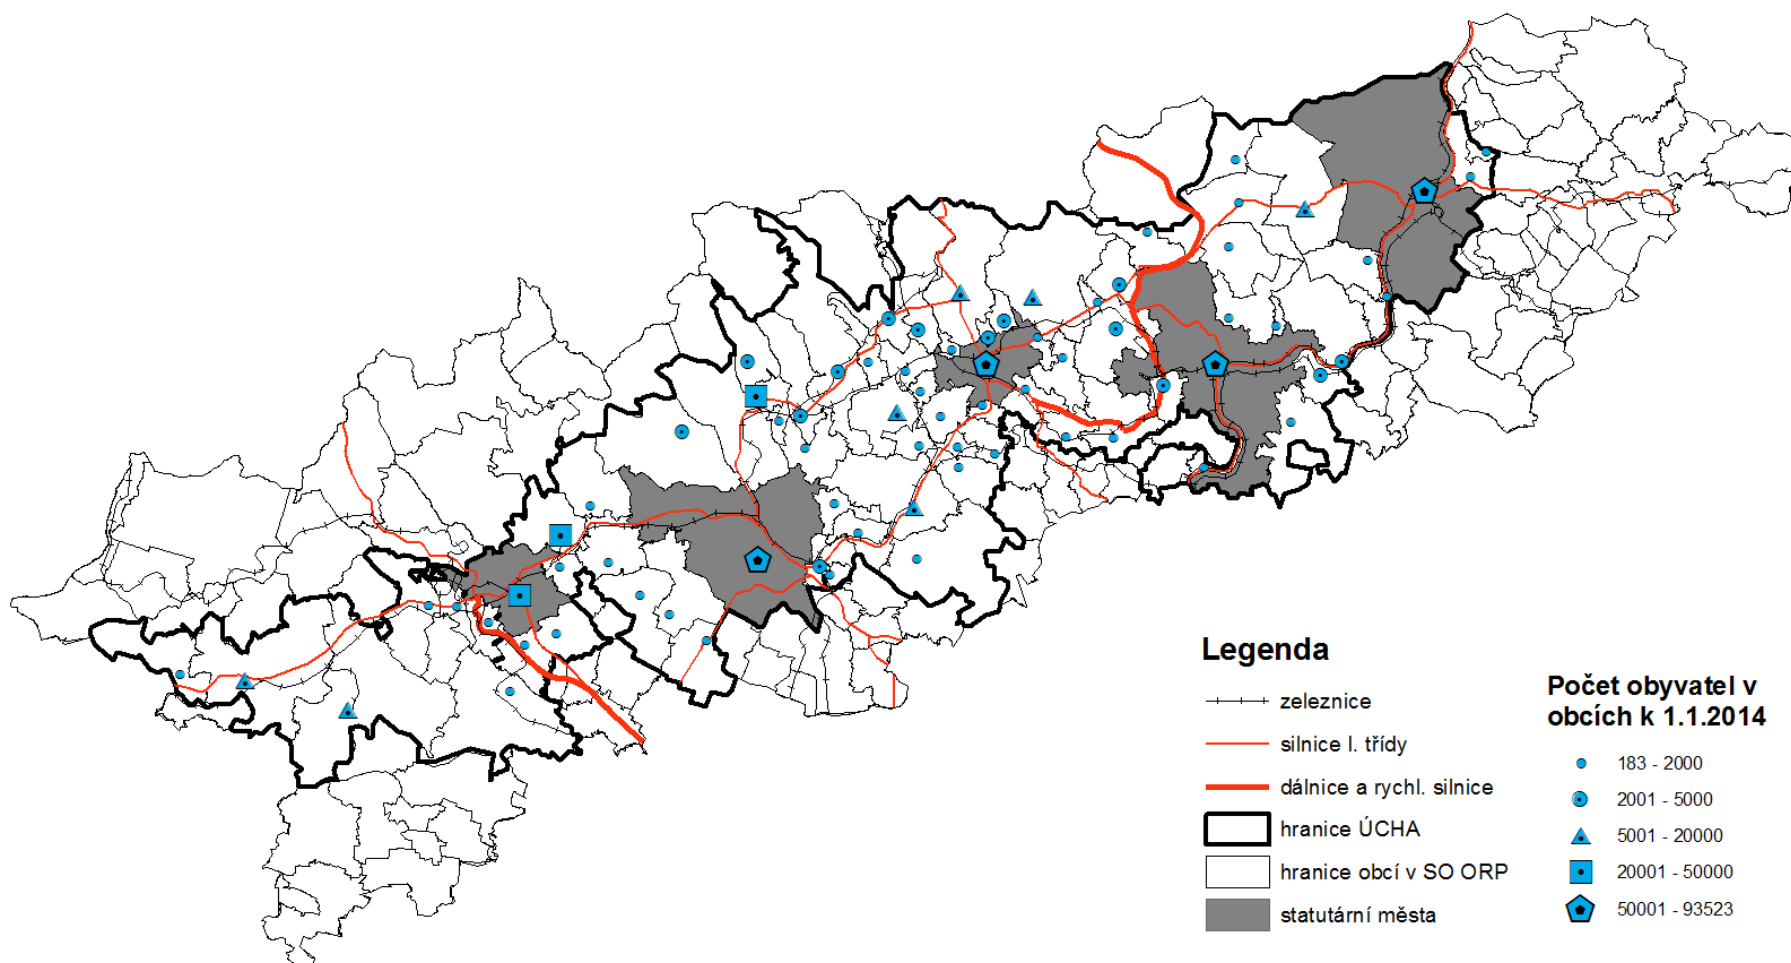 Legenda
zeleznice
silnice I. třídy
dálnice a rychl. silnice
hranice ÚCHA
hranice obcí v SO ORP
statutární města
Počet obyvatel v
obcích k 1.1.2014
183 - 2000
2001 - 5000
5001 - 20000
20001 - 50000
50001 - 93523